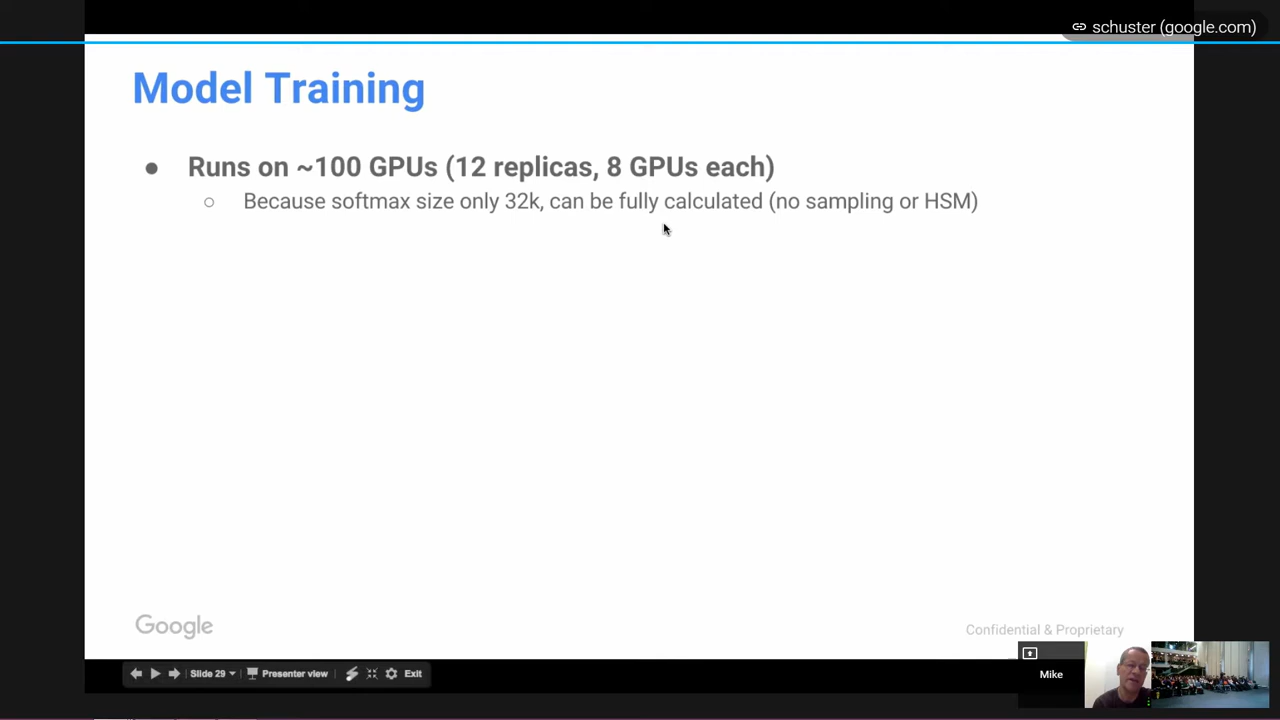 schuster (google.com)
Model Training
● Runs on ~100 GPUs (12 replicas, 8 GPUs each)
○ Because softmax size only 32k, can be fully calculated (no sampling or HSM)
Google
Confidential & Proprietary
Slide 29
Presenter view
Exit
Mike